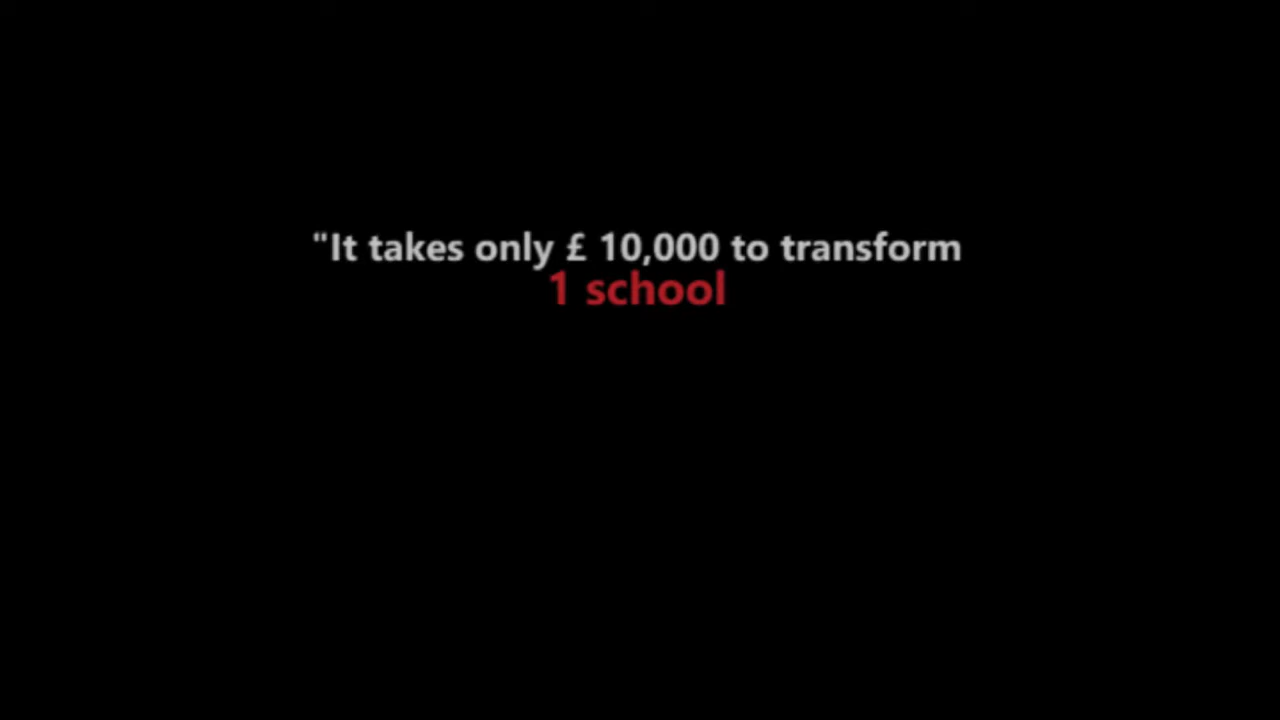 "It takes only £ 10,000 to transform
1 school